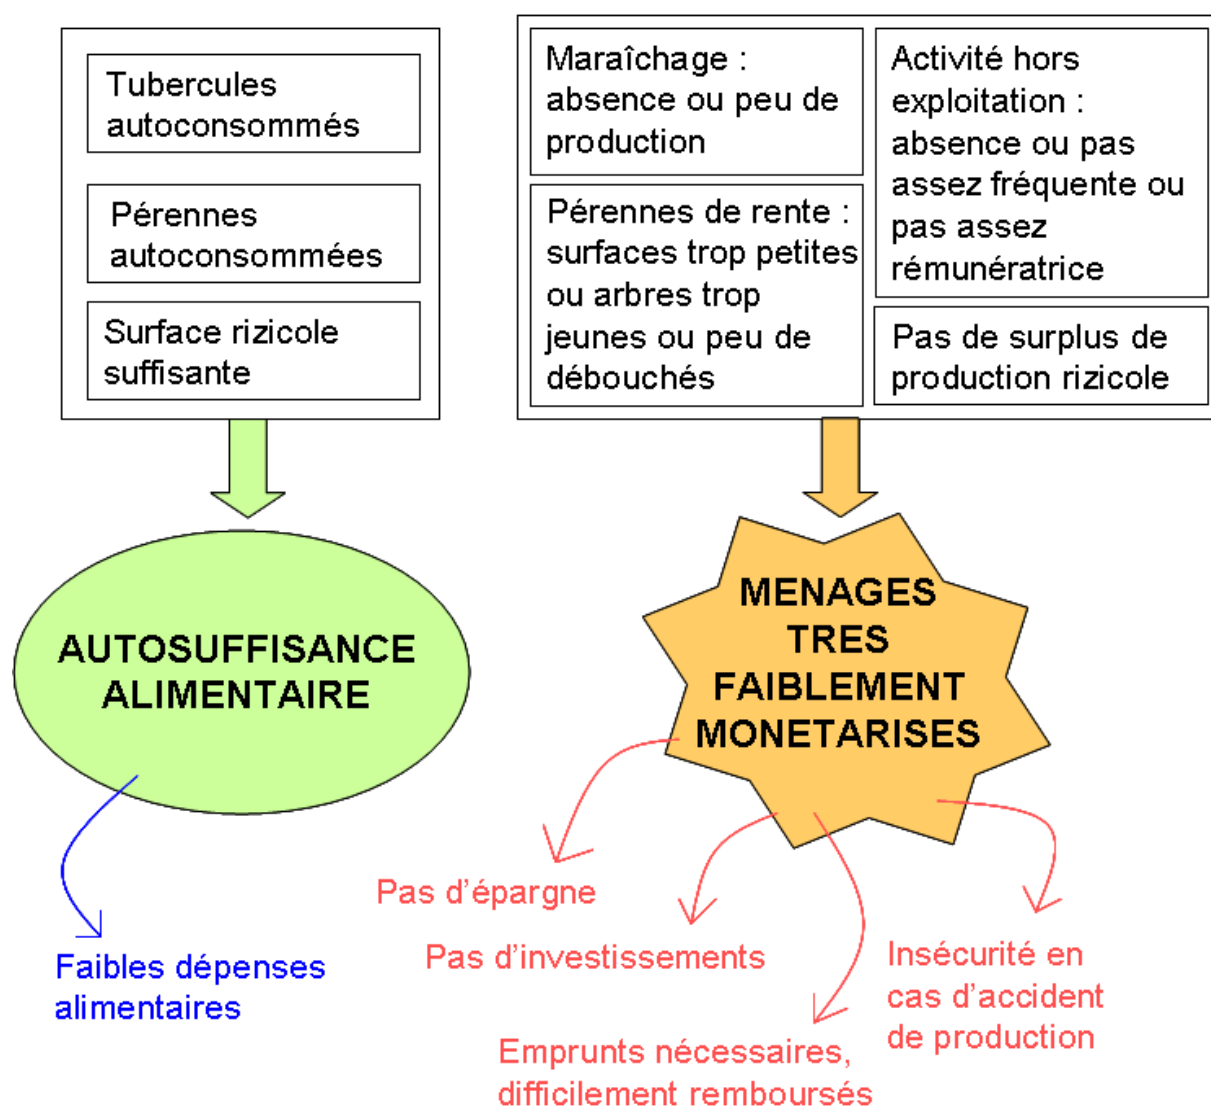 Tubercules
autoconsommés
Pérennes
autoconsommées
Surface rizicole
suffisante
Maraîchage :
absence ou peu de
production
Pérennes de rente :
surfaces trop petites
ou arbres trop
jeunes ou peu de
débouchés
Activité hors
exploitation :
absence ou pas
assez fréquente ou
pas assez
rémunératrice
Pas de surplus de
production rizicole
AUTOSUFFISANCE
ALIMENTAIRE
MENAGES
TRES
FAIBLEMENT
MONETARISES
Faibles dépenses
alimentaires
Pas d’épargne
Pas d’investissements
Emprunts nécessaires,
difficilement remboursés
Insécurité en
cas d’accident
de production